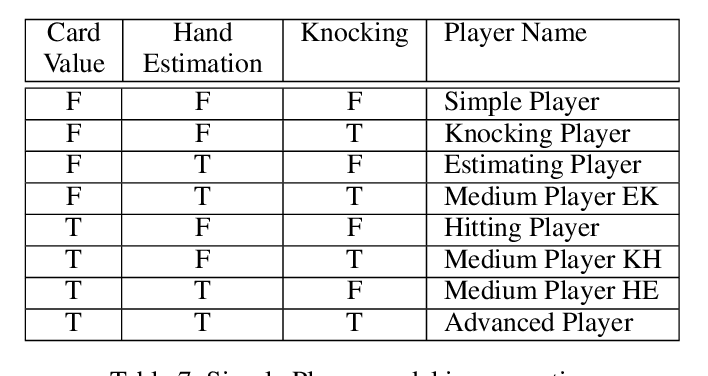 Card Hand Knocking Player Name
Value Estimation
F F F Simple Player
F F T Knocking Player
F T F Estimating Player
F T T Medium Player EK
T F F Hitting Player
T F T Medium Player KH
T T F Medium Player HE
T T T Advanced Player